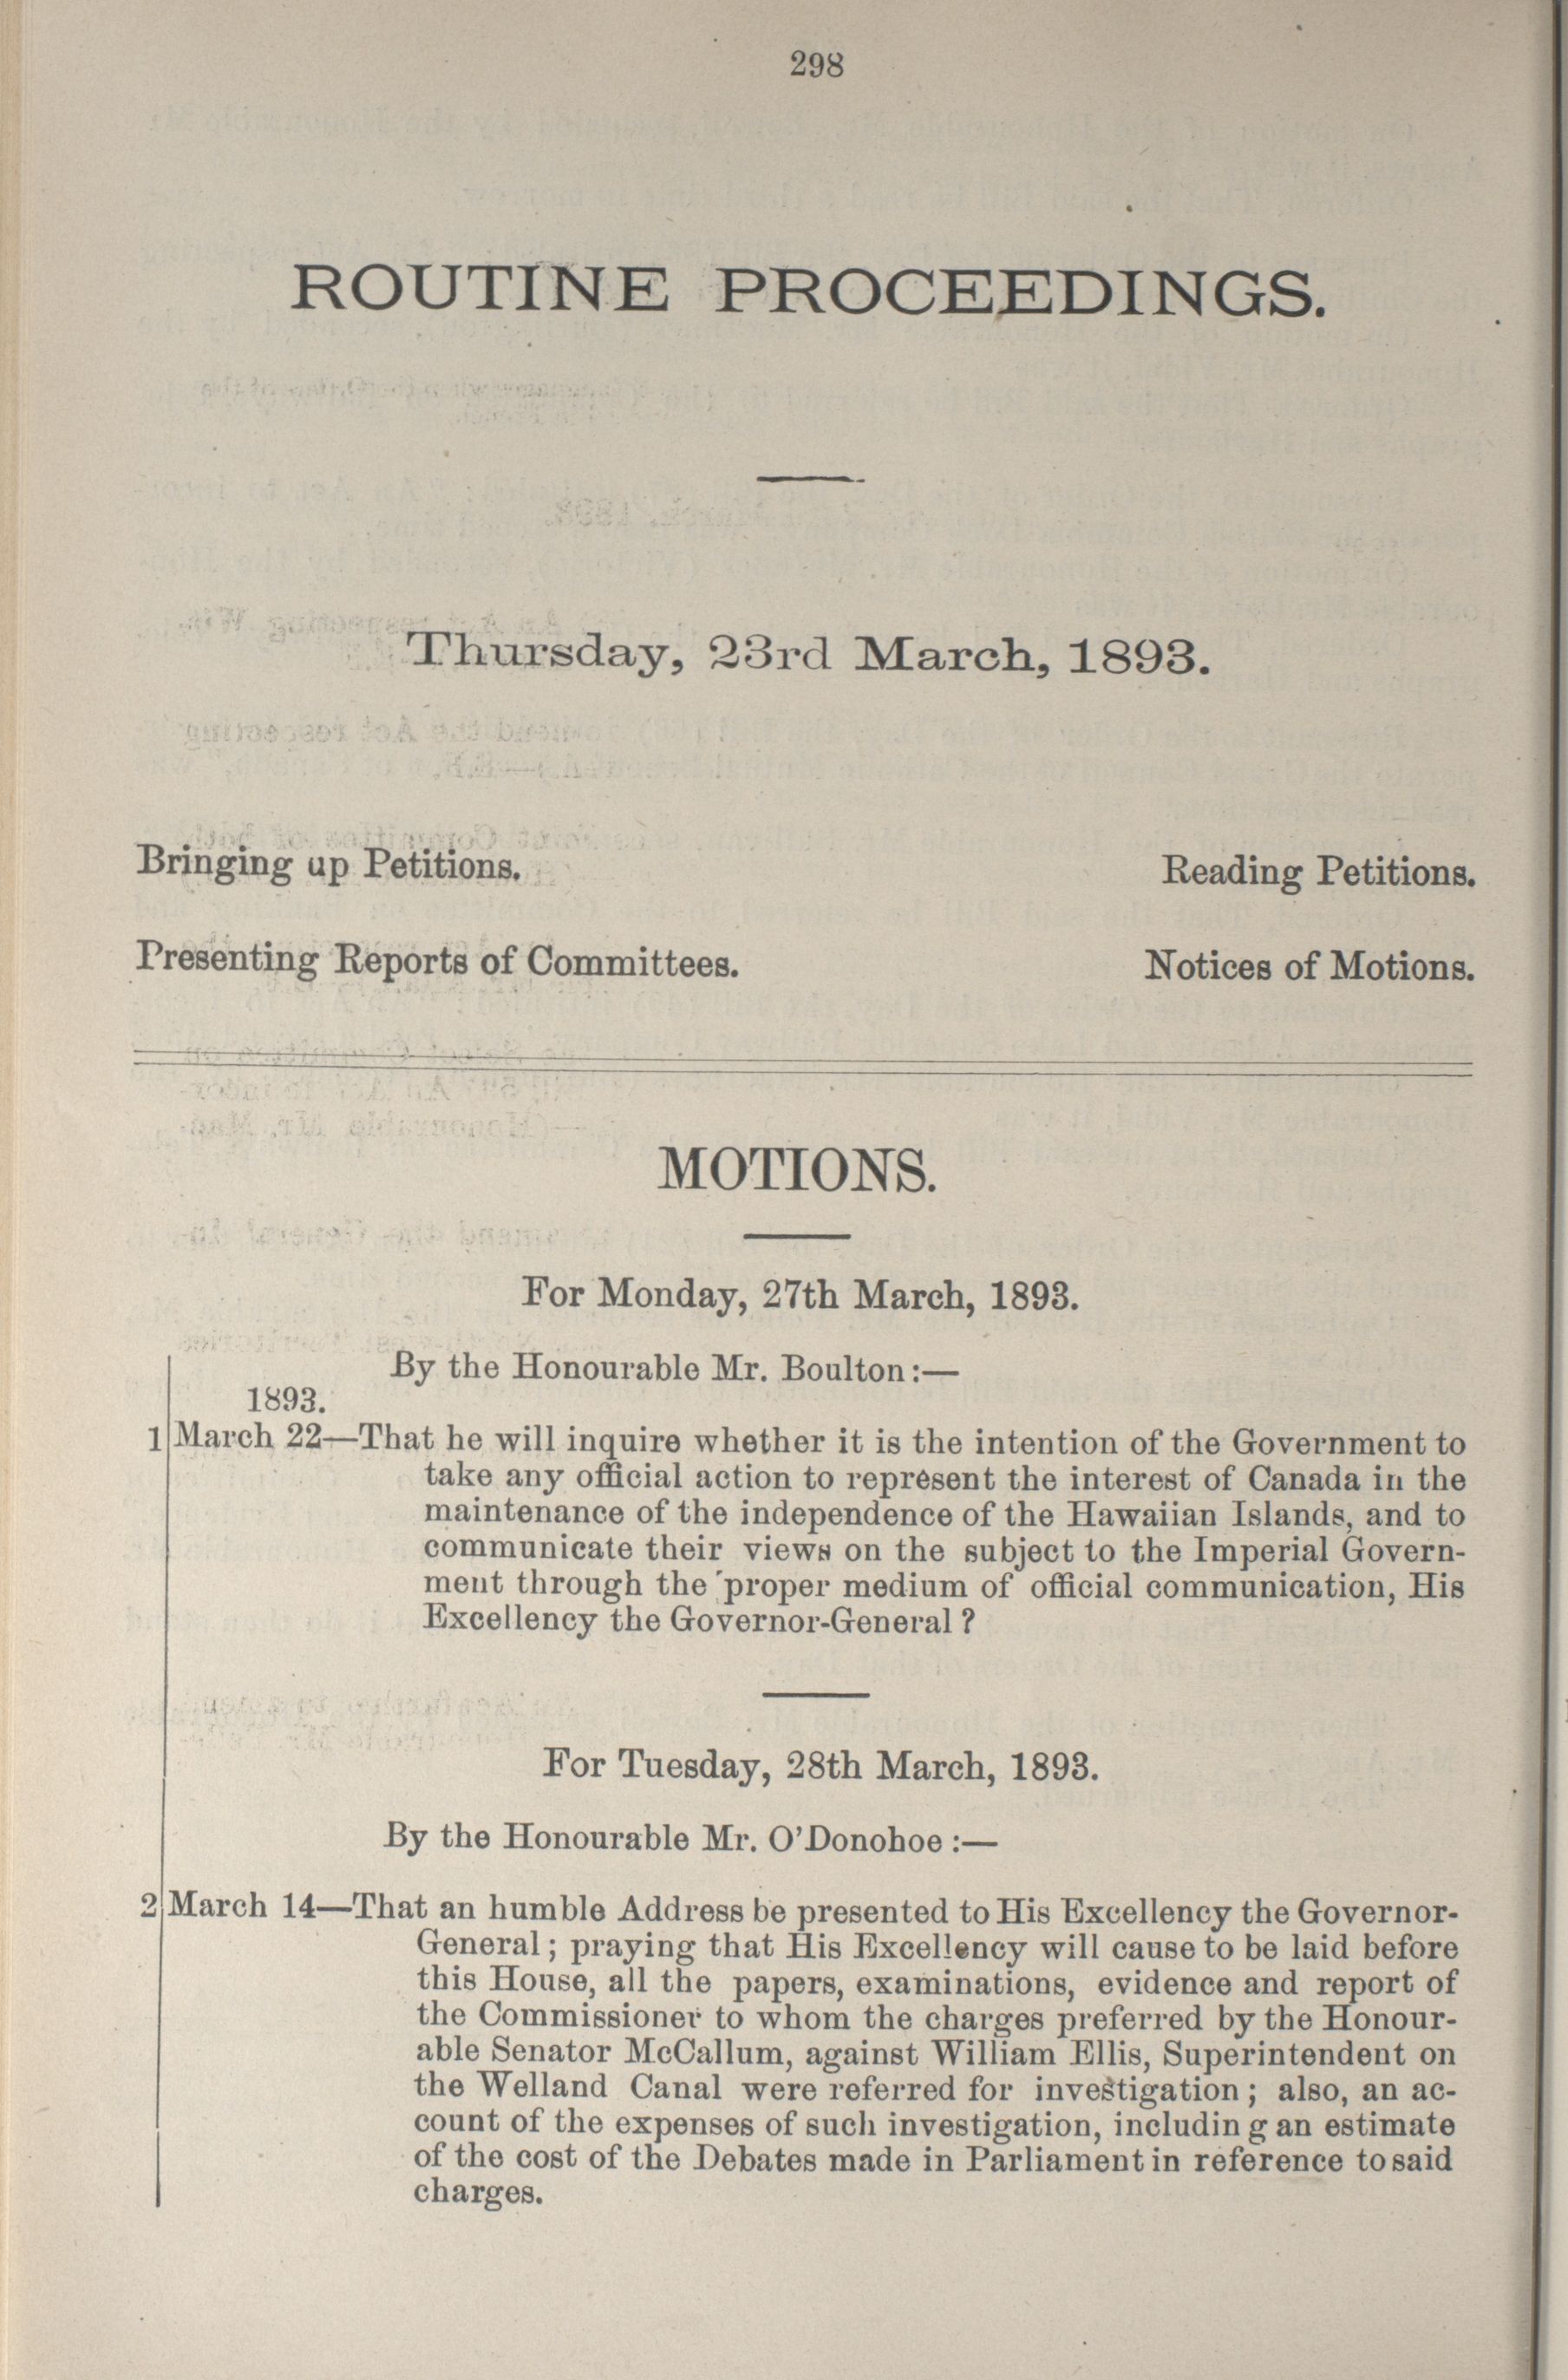 298
ROUTINE PROCEEDINGS.
Thursday, 23rd March, 1893.
Bringing up Petitions. Reading Petitions.
Presenting Reports of Committees. Notices of Motions.
MOTIONS.
For Monday, 27th March, 1893.
By the Honourable Mr. Boulton:—
1893.
1 March 22—That he will inquire whether it is the intention of the Government to
take any official action to represent the interest of Canada in the
maintenance of the independence of the Hawaiian Islands, and to
communicate their views on the subject to the Imperial Govern-
ment through the proper medium of official communication, His
Excellency the Governor-General ?
For Tuesday, 28th March, 1893.
By the Honourable Mr. O'Donohoe :—
2 March 14—That an humble Address be presented to His Excellency the Governor-
General ; praying that His Excellency will cause to be laid before
this House, all the papers, examinations, evidence and report of
the Commissioner to whom the charges preferred by the Honour-
able Senator McCallum, against William Ellis, Superintendent on
the Welland Canal were referred for investigation ; also, an ac-
count of the expenses of such investigation, includin g an estimate
of the cost of the Debates made in Parliament in reference to said
charges.